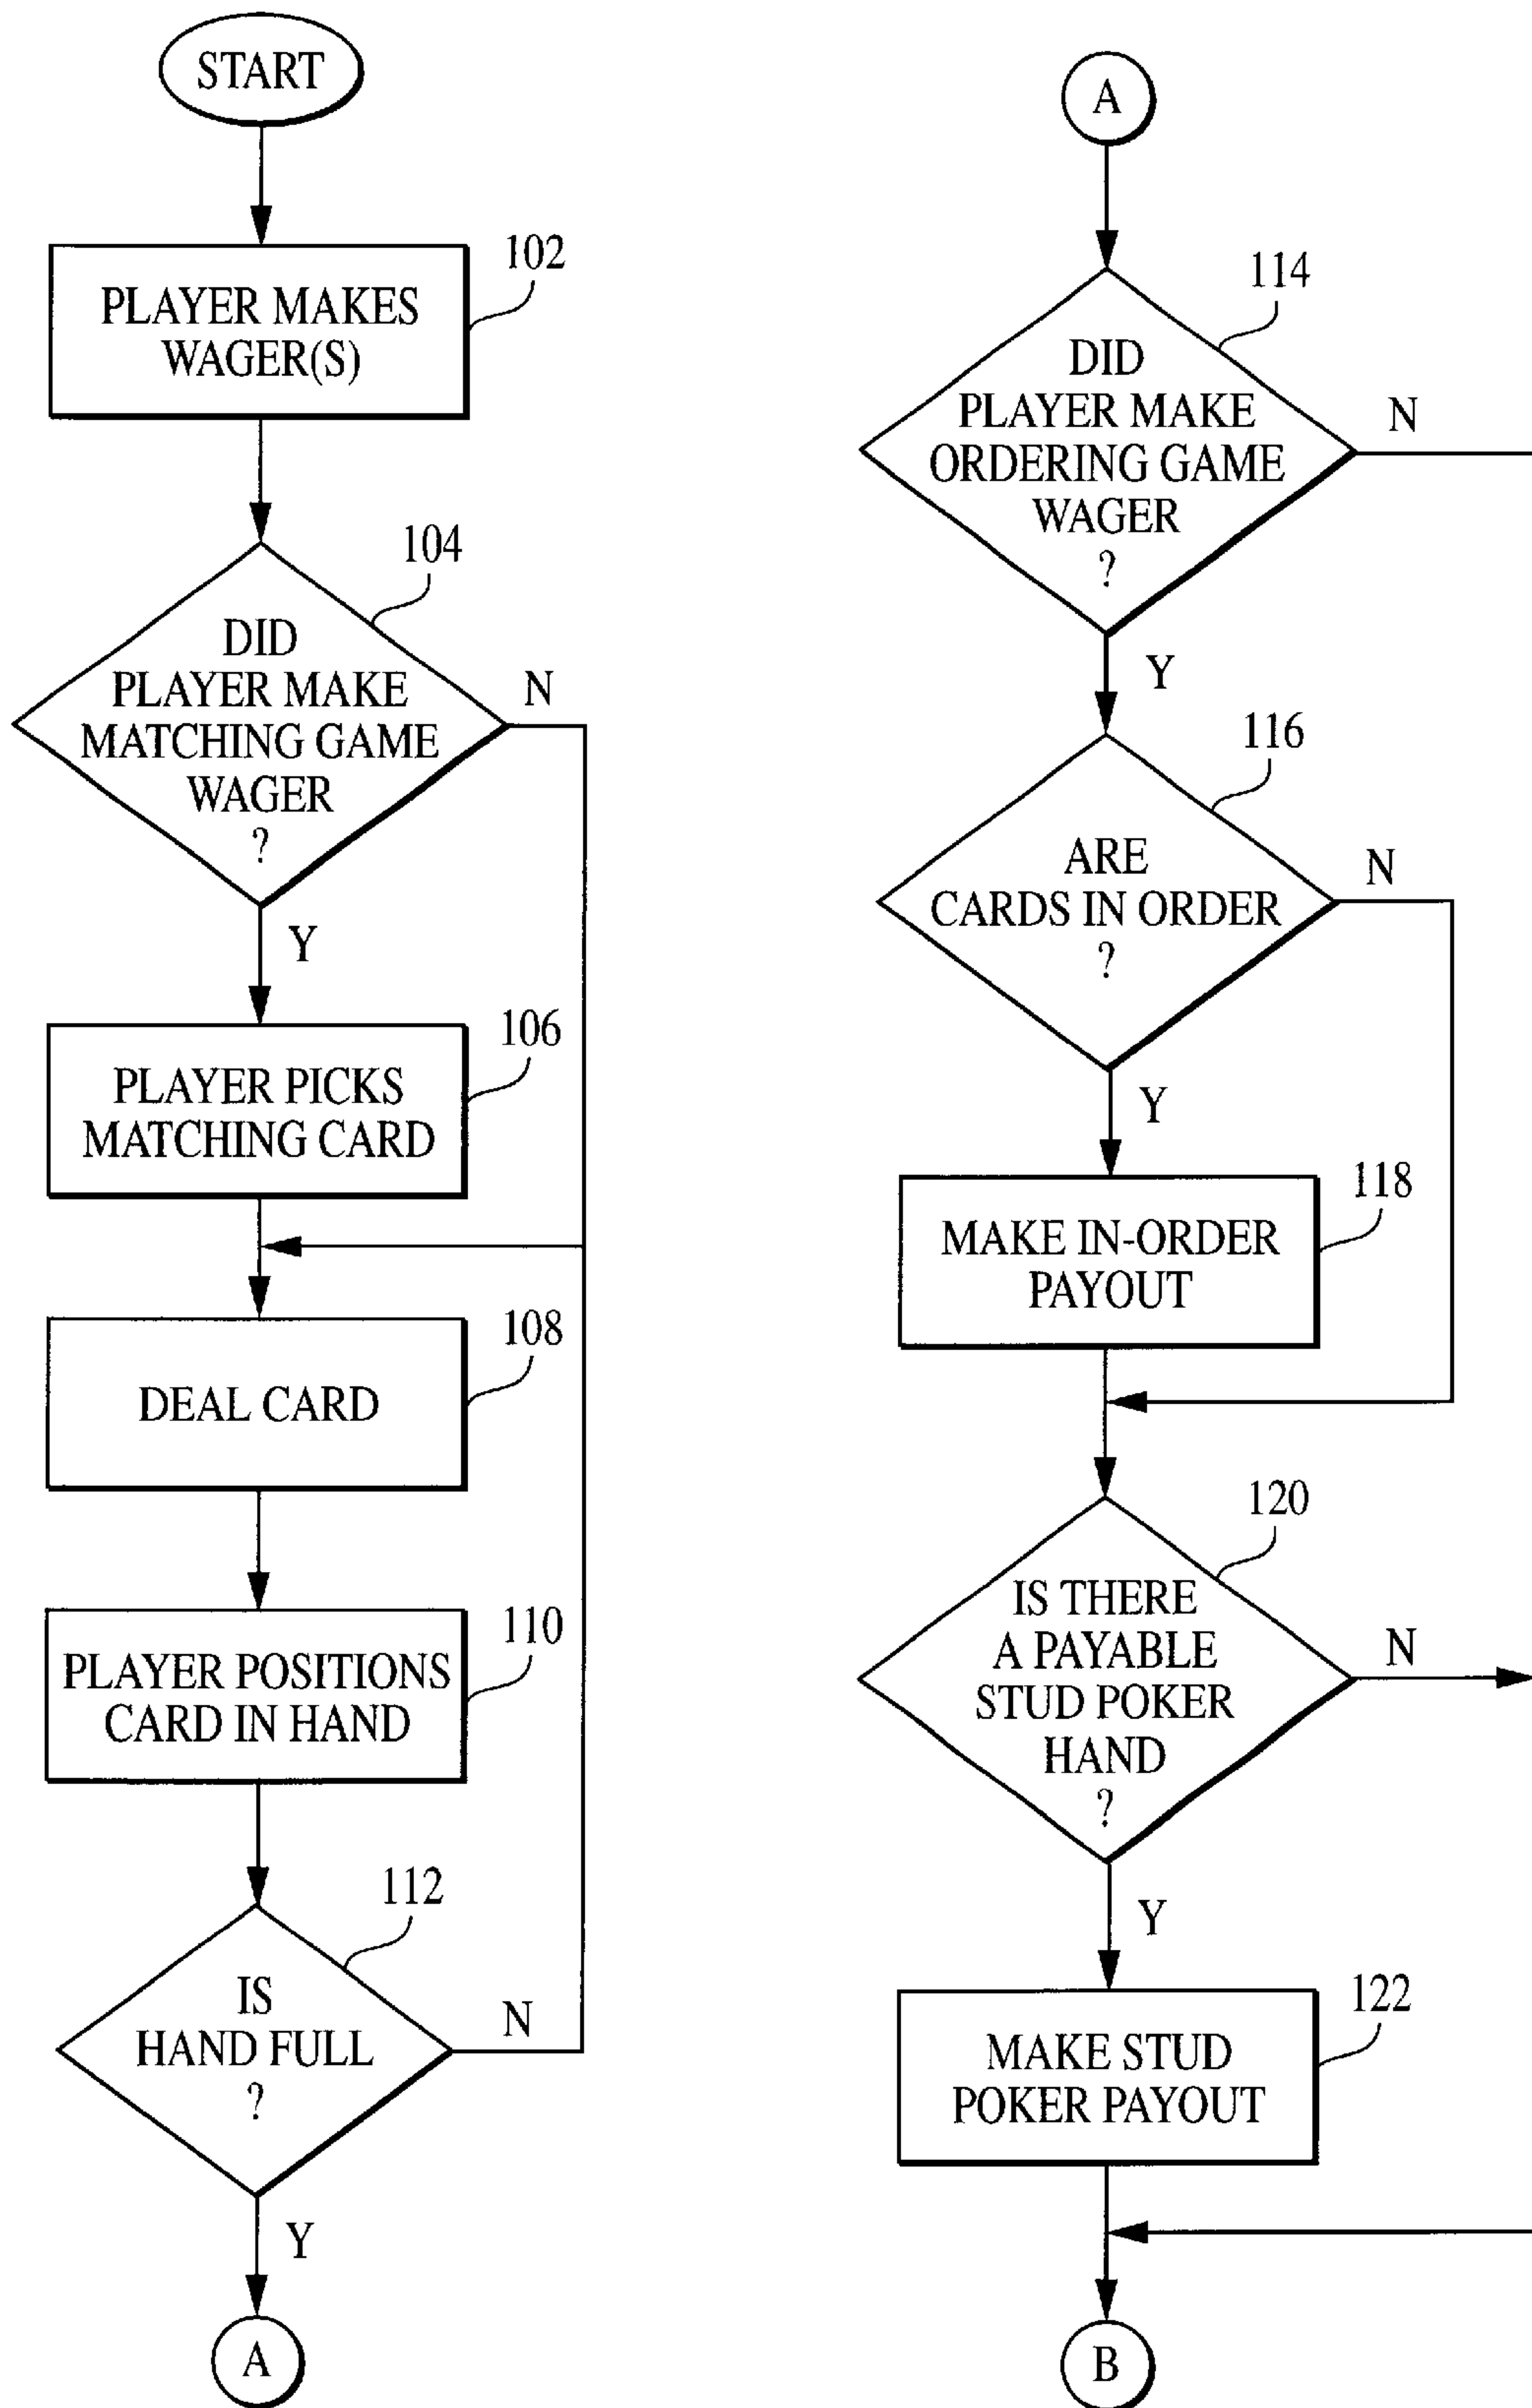 START
102
PLAYER MAKES
WAGER(S)
104
DID
PLAYER MAKE
MATCHING GAME
WAGER
?
N
Y
106
PLAYER PICKS
MATCHING CARD
108
DEAL CARD
110
PLAYER POSITIONS
CARD IN HAND
112
IS
HAND FULL
?
N
Y
A
A
114
DID
PLAYER MAKE
ORDERING GAME
WAGER
?
N
Y
116
ARE
CARDS IN ORDER
?
N
Y
118
MAKE IN-ORDER
PAYOUT
120
IS THERE
A PAYABLE
STUD POKER
HAND
?
N
Y
122
MAKE STUD
POKER PAYOUT
B